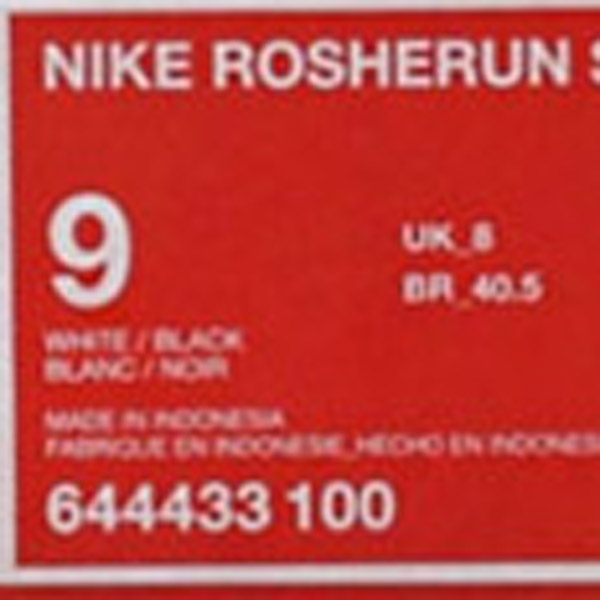 NIKE ROSHERUN S
9
UK_8
BR_40.5
WHITE / BLACK
BLANC / NOIR
MADE IN INDONESIA
FABRIQUE EN INDONESIE_HECHO EN INDONES
644433 100